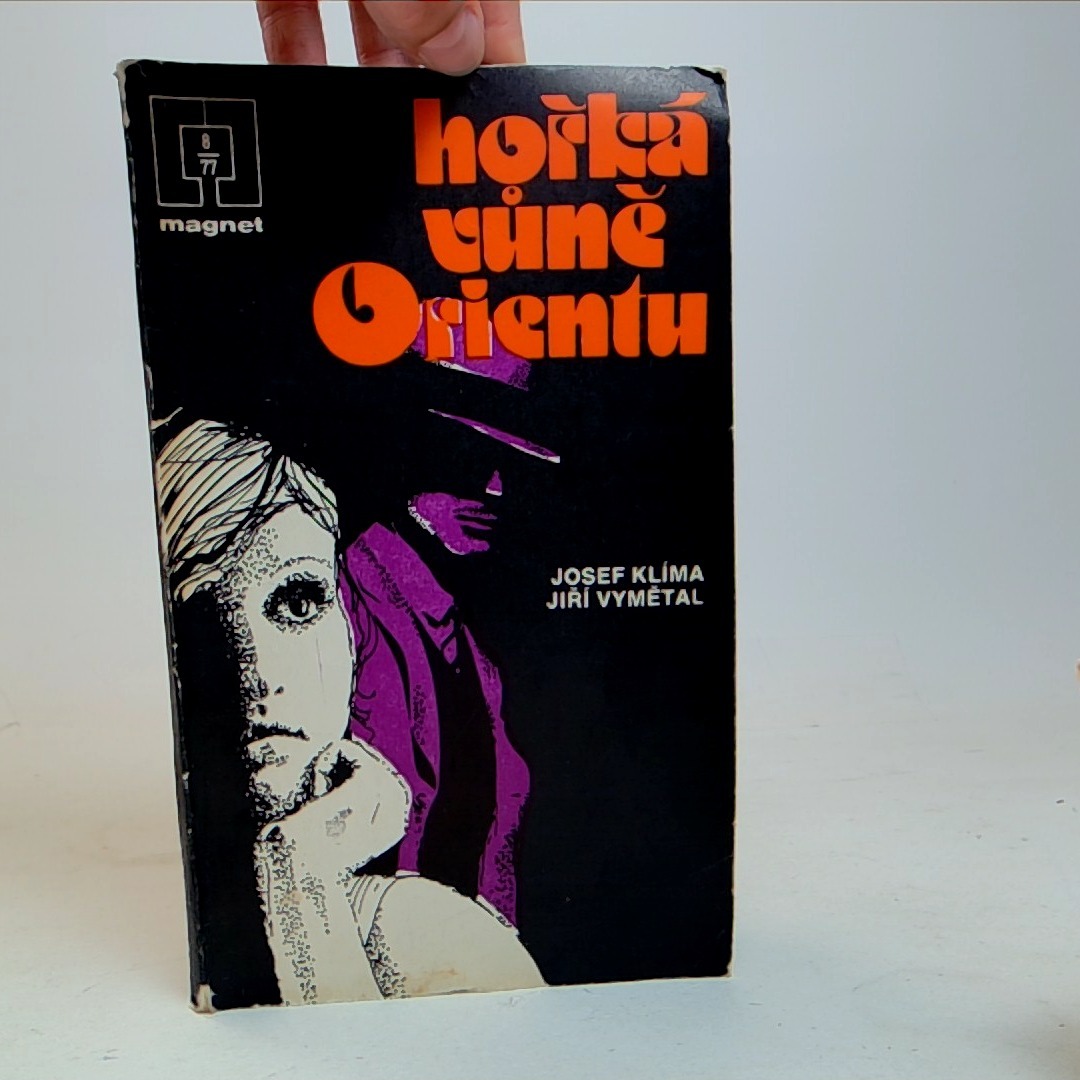 8
77
magnet
hořká
vůně
Orientu
JOSEF KLÍMA
JIŘÍ VYMĚTAL